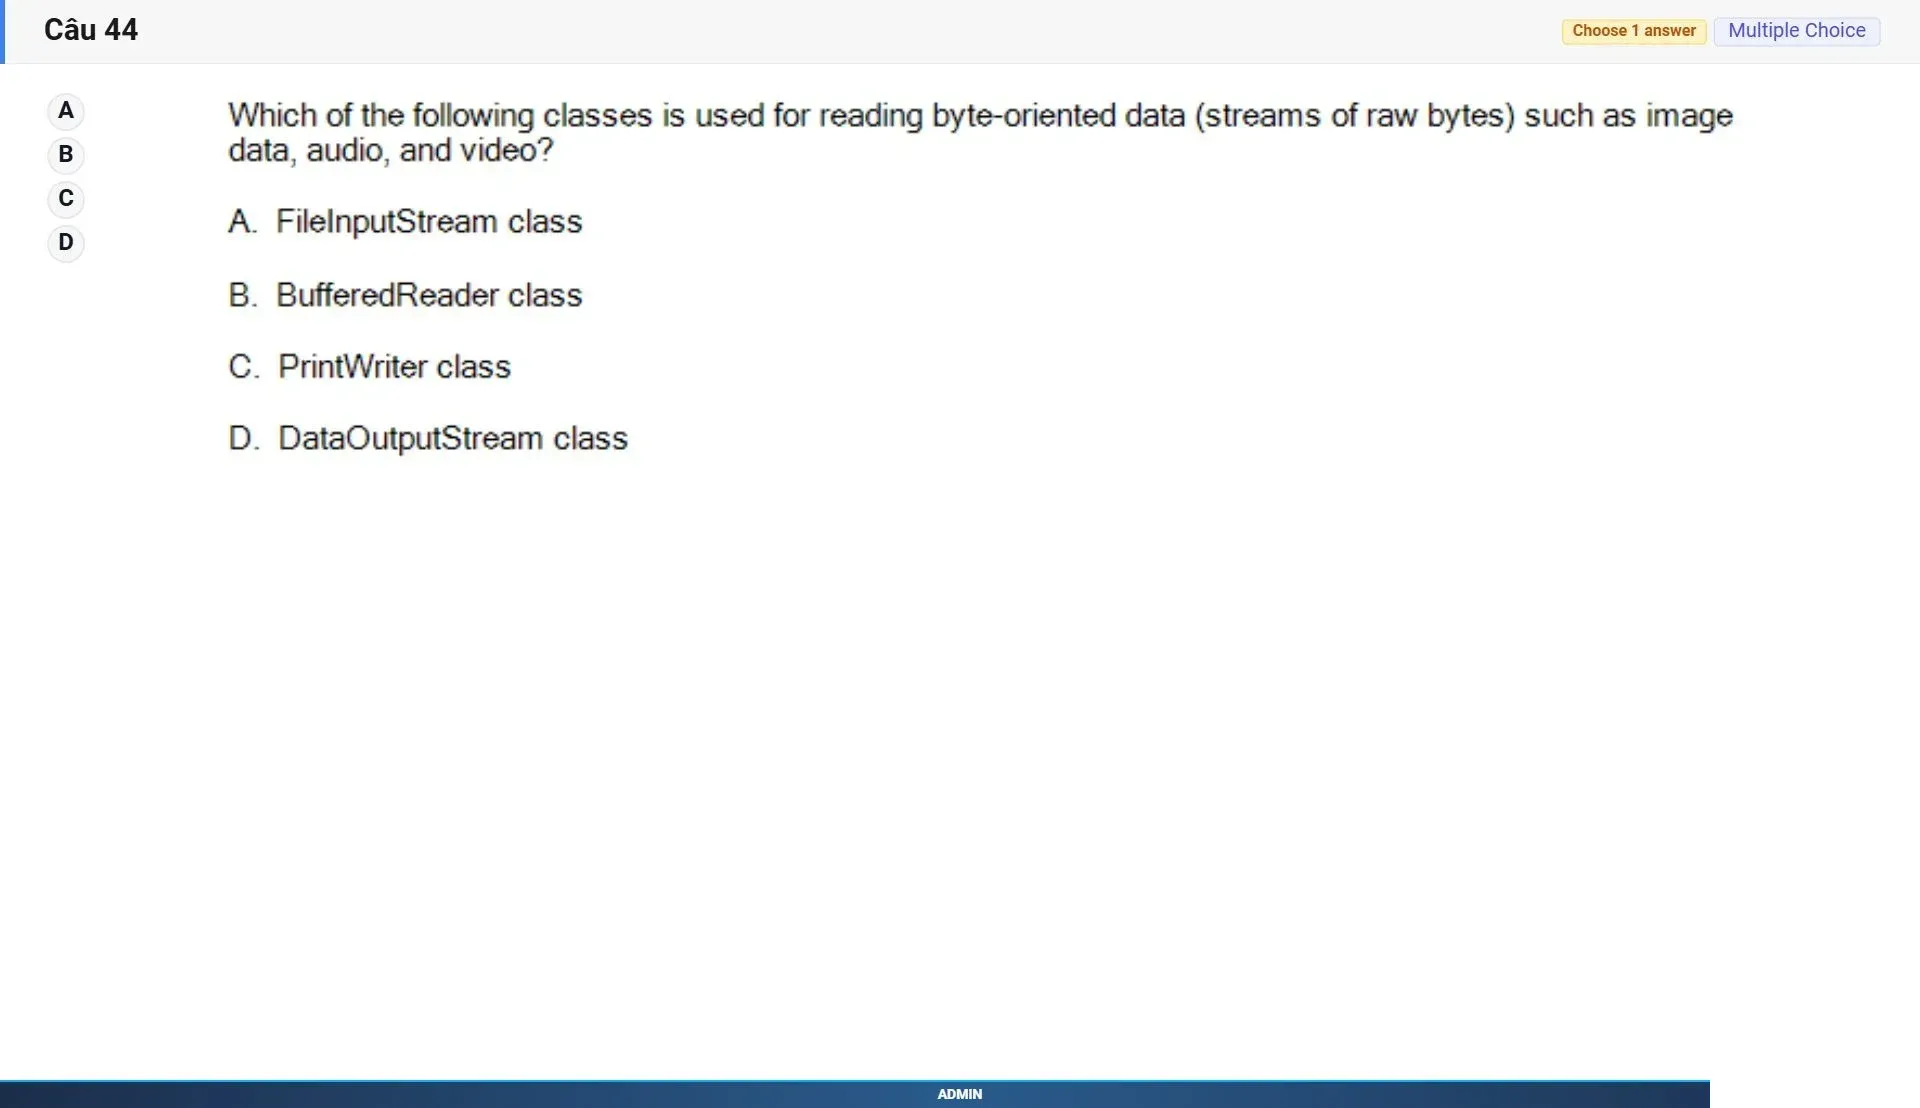 Câu 44
Choose 1 answer
Multiple Choice
A
B
C
D
Which of the following classes is used for reading byte-oriented data (streams of raw bytes) such as image
data, audio, and video?
A. FileInputStream class
B. BufferedReader class
C. PrintWriter class
D. DataOutputStream class
ADMIN